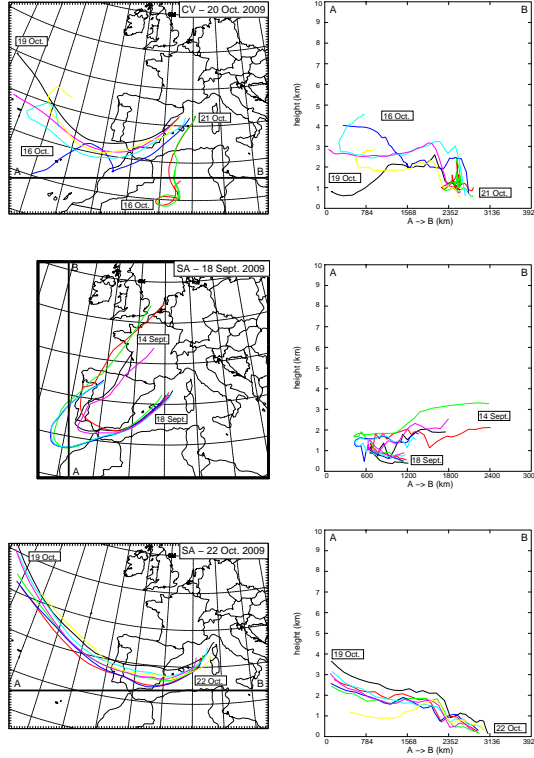 CV – 20 Oct. 2009
19 Oct.
21 Oct.
16 Oct.
A
B
16 Oct.
A
B
10
9
8
7
6
5
4
3
2
1
0
height (km)
16 Oct.
19 Oct.
21 Oct.
0
784
1568
2352
3136
392
A -> B (km)
B
SA – 18 Sept. 2009
14 Sept.
18 Sept.
A
A
B
10
9
8
7
6
5
4
3
2
1
0
height (km)
14 Sept.
18 Sept.
0
600
1200
1800
2400
300
A -> B (km)
SA – 22 Oct. 2009
19 Oct.
22 Oct.
A
B
A
B
10
9
8
7
6
5
4
3
2
1
0
height (km)
19 Oct.
22 Oct.
0
784
1568
2352
3136
392
A -> B (km)